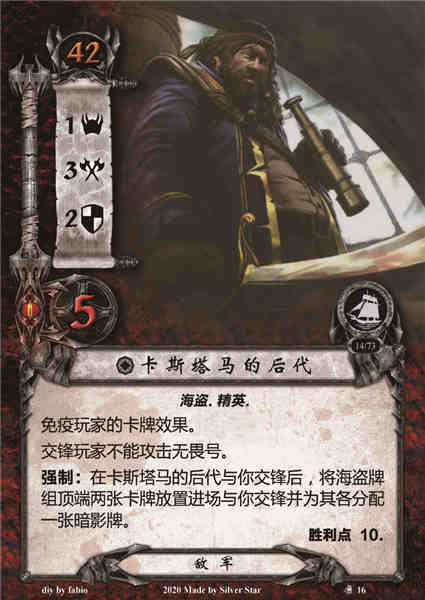 42
1
3
2
5
14/73
卡斯塔马的后代
海盗. 精英.
免疫玩家的卡牌效果。
交锋玩家不能攻击无畏号。
强制：在卡斯塔马的后代与你交锋后，将海盗牌
组顶端两张卡牌放置进场与你交锋并为其各分配
一张暗影牌。
胜利点 10.
敌军
diy by fabio
2020 Made by Silver Star
16